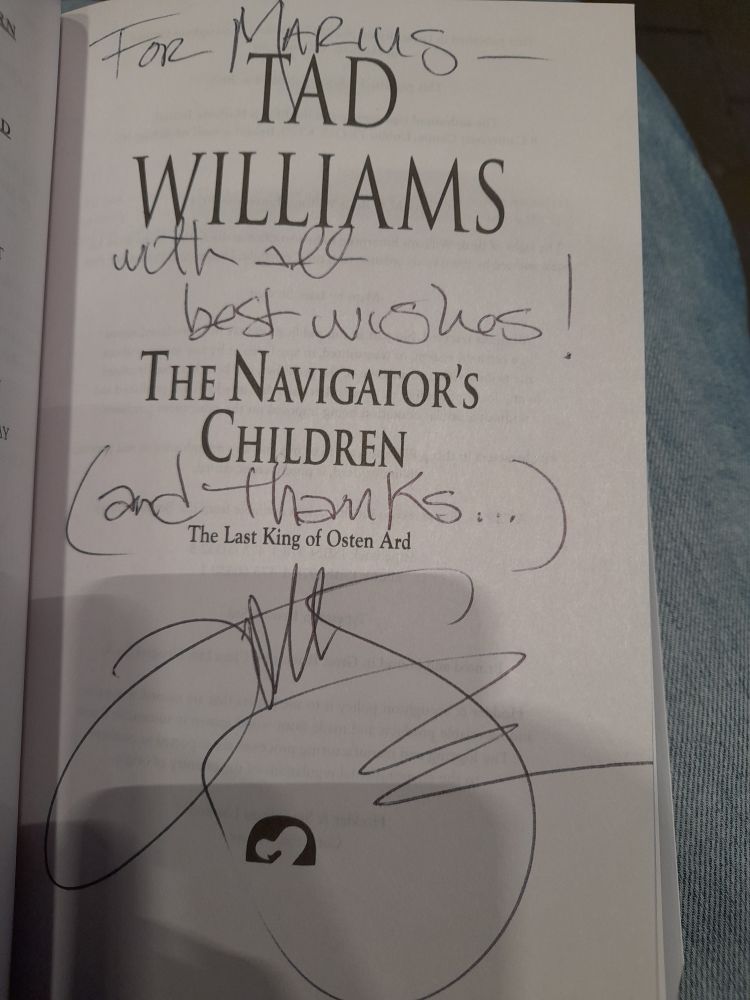 FOR MARIUS —
TAD
WILLIAMS
with all
best wishes!
THE NAVIGATOR'S
CHILDREN
(and thanks...)
The Last King of Osten Ard